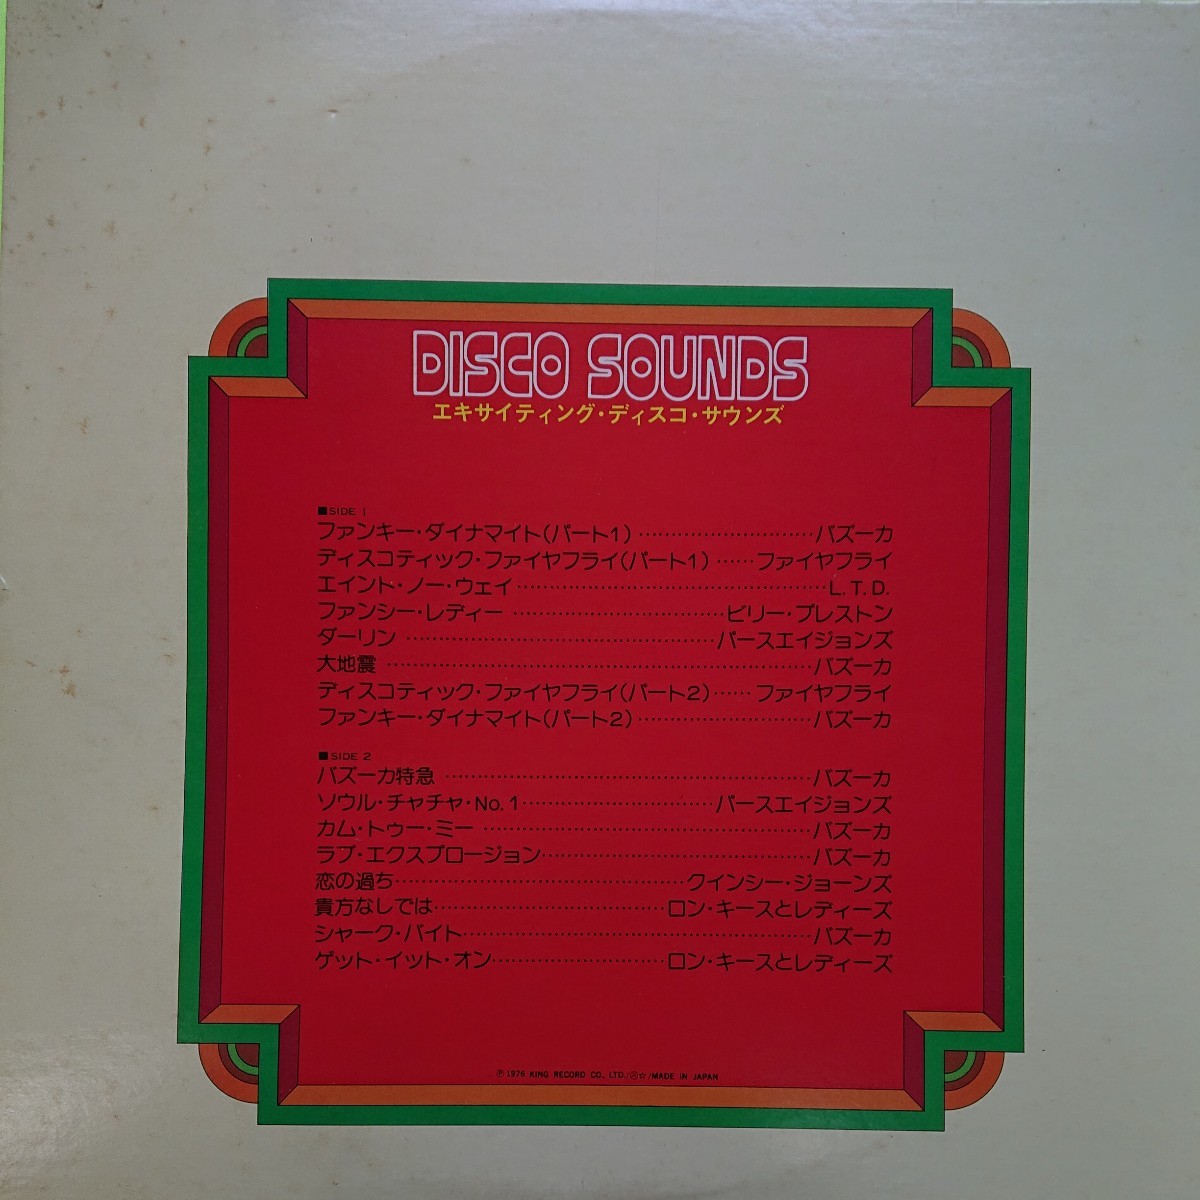 DISCO SOUNDS
エキサイティング・ディスコ・サウンズ
■SIDE 1
ファンキー・ダイナマイト(パート1) ………………………バズーカ
ディスコティック・ファイヤフライ(パート1) ……ファイヤフライ
エイント・ノー・ウェイ………………………………………L.T.D.
ファンシー・レディー ……………………………ビリー・プレストン
ダーリン ………………………………………パースエイジョンズ
大地震 ……………………………………………………バズーカ
ディスコティック・ファイヤフライ(パート2)……ファイヤフライ
ファンキー・ダイナマイト(パート2)………………………バズーカ
■SIDE 2
バズーカ特急 ………………………………………………バズーカ
ソウル・チャチャ・No.1………………………パースエイジョンズ
カム・トゥー・ミー …………………………………………バズーカ
ラブ・エクスプロージョン…………………………………バズーカ
恋の過ち……………………………………クインシー・ジョーンズ
貴方なしでは……………………………ロン・キースとレディーズ
シャーク・バイト……………………………………………バズーカ
ゲット・イット・オン……………………ロン・キースとレディーズ
Ⓟ1976 KING RECORD CO., LTD./Ⓚ☆/MADE IN JAPAN